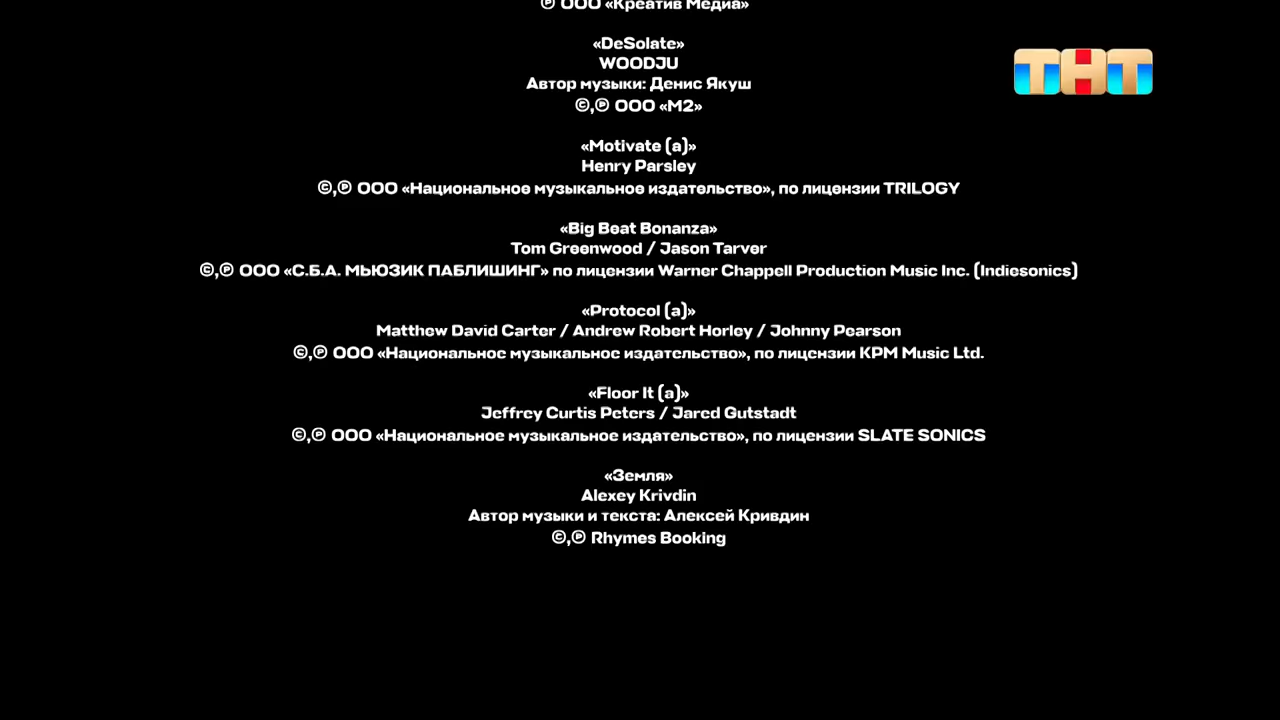 ℗ ООО «Креатив Медиа»
«DeSolate»
WOODJU
Автор музыки: Денис Якуш
©,℗ ООО «М2»
ТНТ
«Motivate (a)»
Henry Parsley
©,℗ ООО «Национальное музыкальное издательство», по лицензии TRILOGY
«Big Beat Bonanza»
Tom Greenwood / Jason Tarver
©,℗ ООО «С.Б.А. МЬЮЗИК ПАБЛИШИНГ» по лицензии Warner Chappell Production Music Inc. (Indiesonics)
«Protocol (a)»
Matthew David Carter / Andrew Robert Horley / Johnny Pearson
©,℗ ООО «Национальное музыкальное издательство», по лицензии KPM Music Ltd.
«Floor It (a)»
Jeffrey Curtis Peters / Jared Gutstadt
©,℗ ООО «Национальное музыкальное издательство», по лицензии SLATE SONICS
«Земля»
Alexey Krivdin
Автор музыки и текста: Алексей Кривдин
©,℗ Rhymes Booking